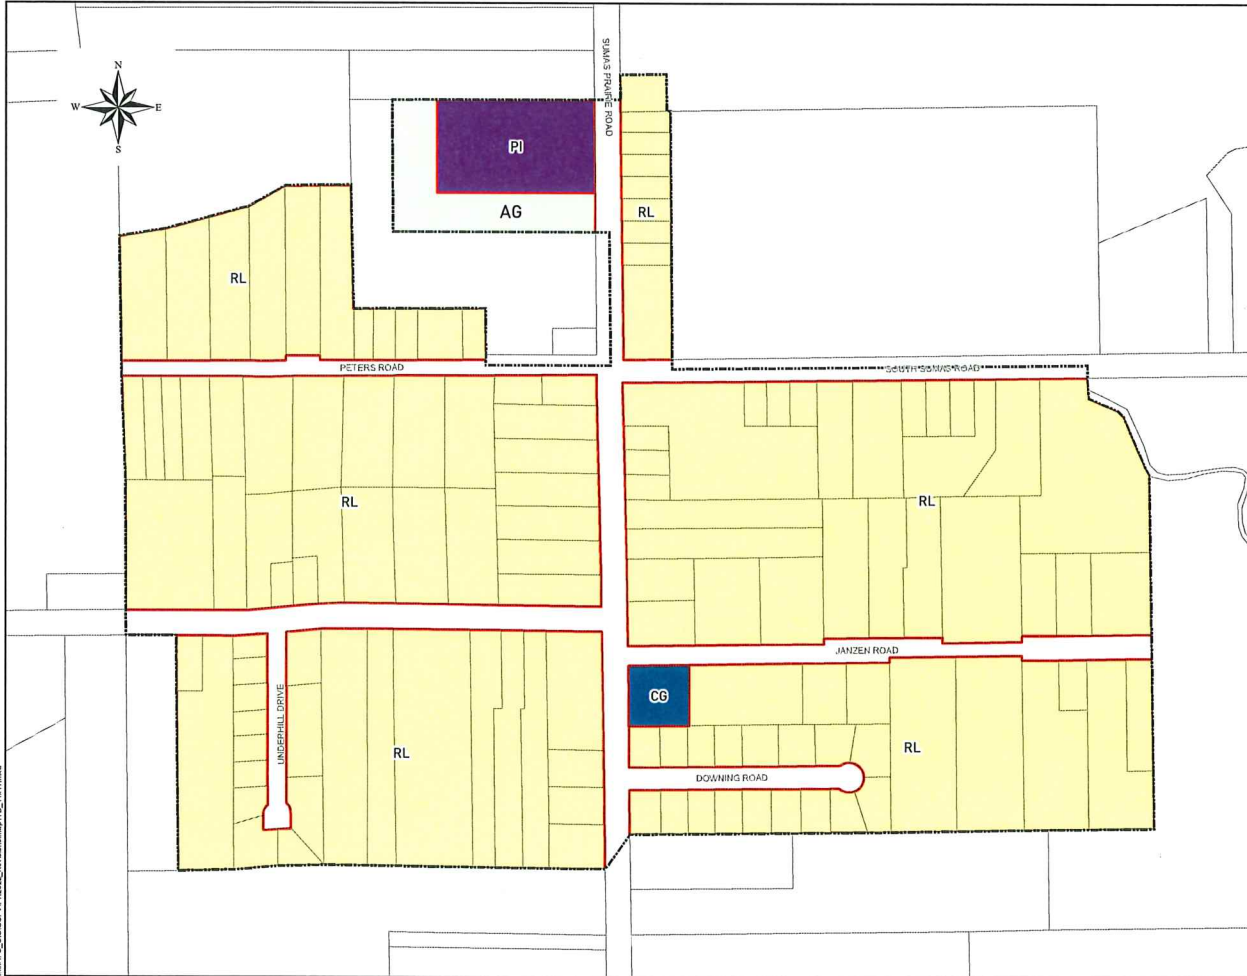 SUMAS PRAIRIE ROAD
N
W E
S
PI
AG
RL
RL
PETERS ROAD
SOUTH SUMAS ROAD
RL
RL
JANZEN ROAD
UNDERHILL DRIVE
CG
RL
RL
DOWNING ROAD